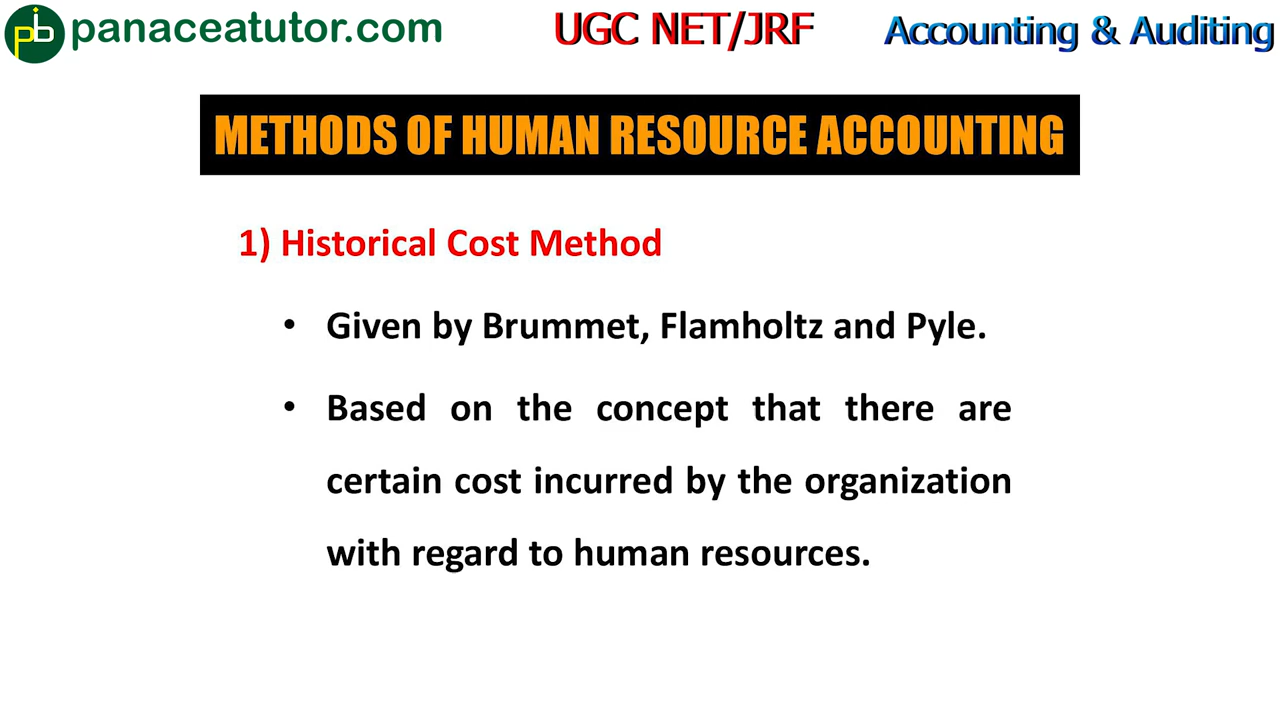 jb panaceatutor.com
UGC NET/JRF
Accounting & Auditing
METHODS OF HUMAN RESOURCE ACCOUNTING
1) Historical Cost Method
• Given by Brummet, Flamholtz and Pyle.
• Based on the concept that there are
certain cost incurred by the organization
with regard to human resources.